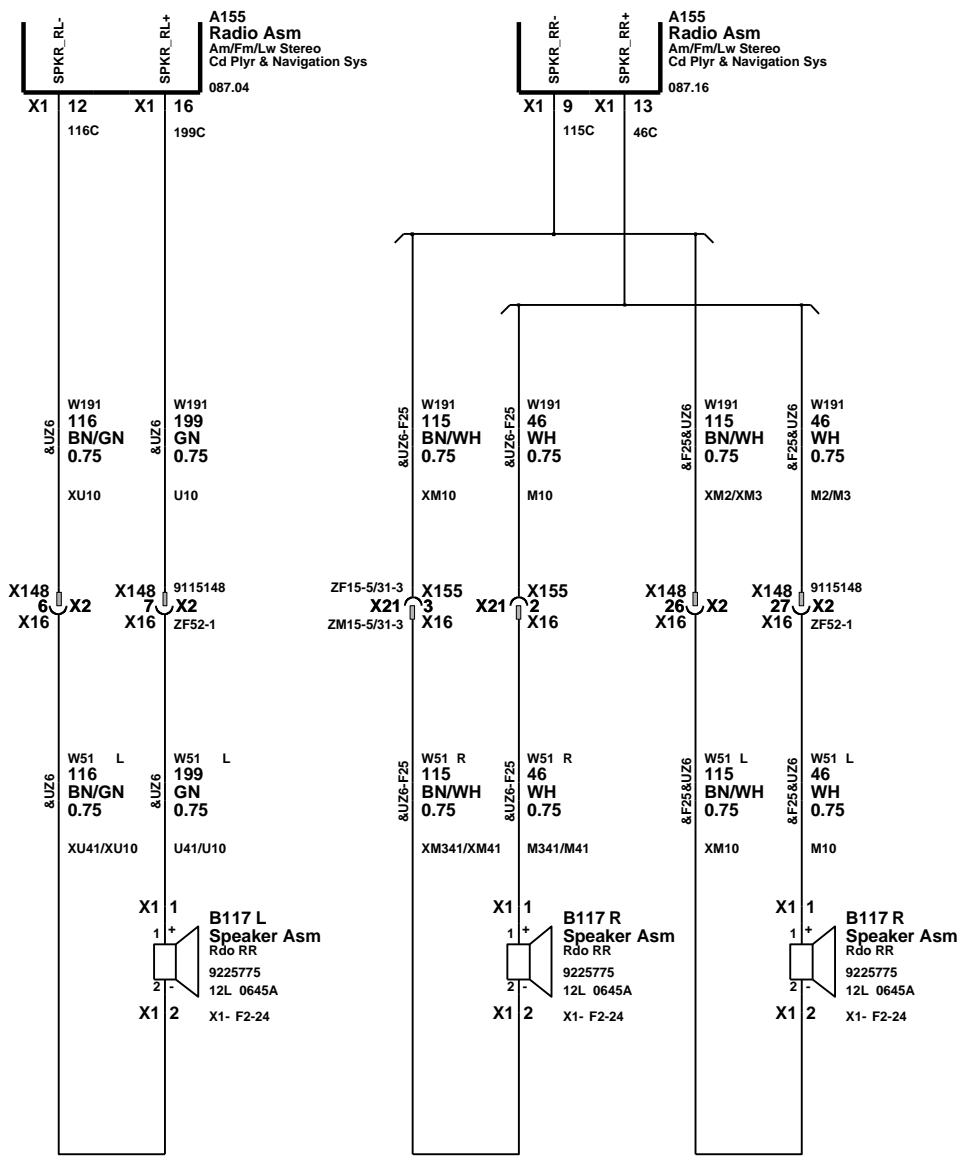 SPKR_RL-
SPKR_RL+
A155
Radio Asm
Am/Fm/Lw Stereo
Cd Plyr & Navigation Sys
087.04
X1 12
X1 16
116C
199C
SPKR_RR-
SPKR_RR+
A155
Radio Asm
Am/Fm/Lw Stereo
Cd Plyr & Navigation Sys
087.16
X1 9
X1 13
115C
46C
&UZ6
W191
116
BN/GN
0.75
XU10
&UZ6
W191
199
GN
0.75
U10
&UZ6-F25
W191
115
BN/WH
0.75
XM10
&UZ6-F25
W191
46
WH
0.75
M10
&F25&UZ6
W191
115
BN/WH
0.75
XM2/XM3
&F25&UZ6
W191
46
WH
0.75
M2/M3
X148
6 X2
X16
X148 9115148
7 X2
X16 ZF52-1
ZF15-5/31-3 X155
X21 3
ZM15-5/31-3 X16
X155
X21 2
X16
X148
26 X2
X16
X148 9115148
27 X2
X16 ZF52-1
&UZ6
W51 L
116
BN/GN
0.75
XU41/XU10
&UZ6
W51 L
199
GN
0.75
U41/U10
&UZ6-F25
W51 R
115
BN/WH
0.75
XM341/XM41
&UZ6-F25
W51 R
46
WH
0.75
M341/M41
&F25&UZ6
W51 L
115
BN/WH
0.75
XM10
&F25&UZ6
W51 L
46
WH
0.75
M10
X1 1
1 +
2 -
X1 2
B117 L
Speaker Asm
Rdo RR
9225775
12L 0645A
X1- F2-24
X1 1
1 +
2 -
X1 2
B117 R
Speaker Asm
Rdo RR
9225775
12L 0645A
X1- F2-24
X1 1
1 +
2 -
X1 2
B117 R
Speaker Asm
Rdo RR
9225775
12L 0645A
X1- F2-24